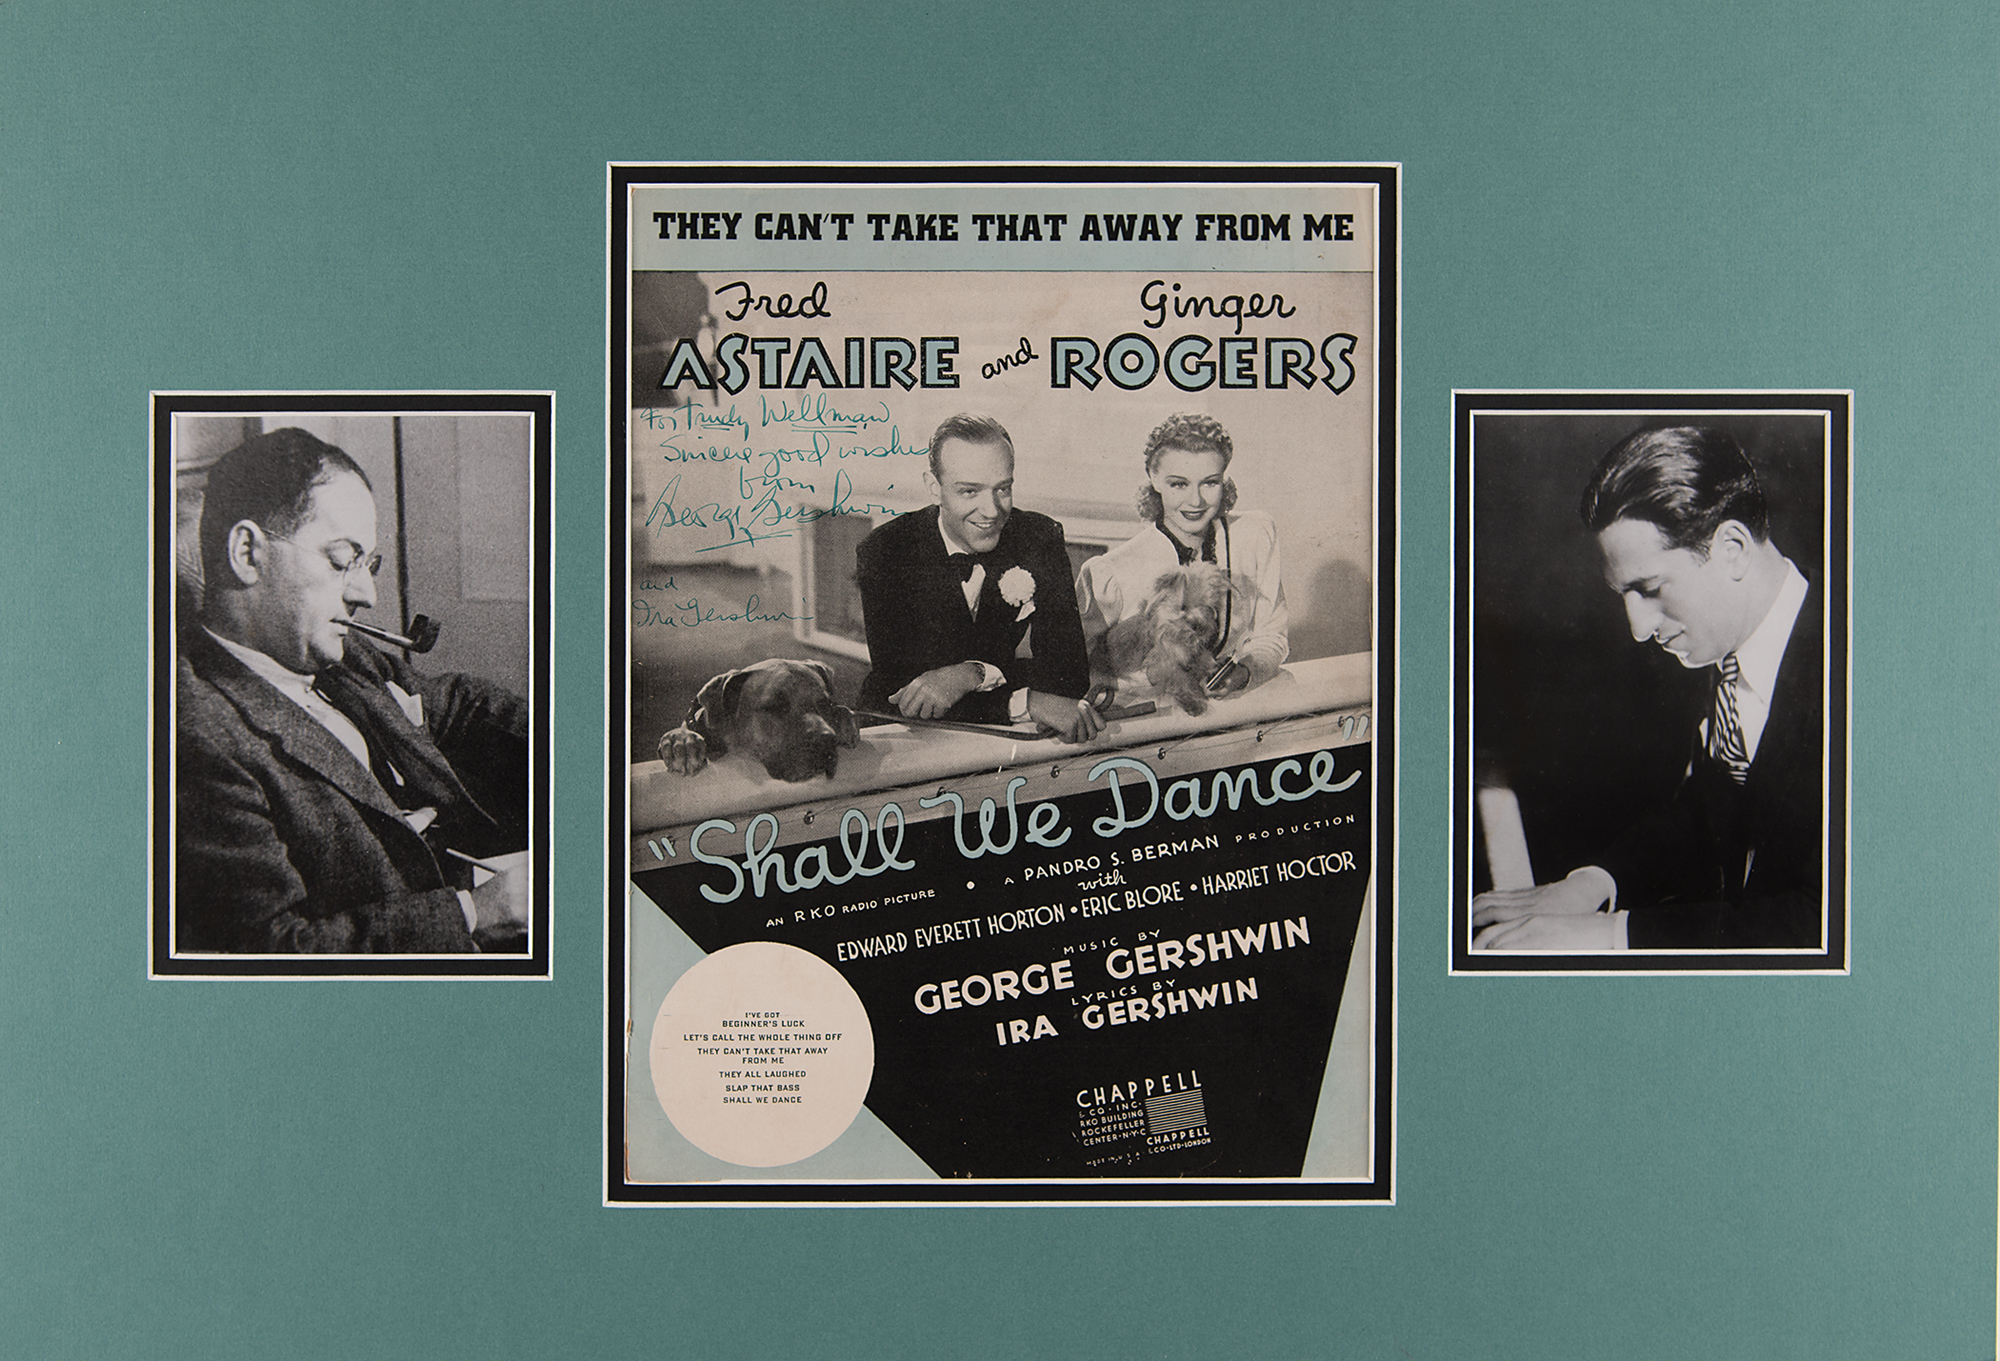 THEY CAN'T TAKE THAT AWAY FROM ME
Fred Ginger
ASTAIRE and ROGERS
For Trudy Wellman
Sincere good wishes
from
George Gershwin
and
Ira Gershwin
"Shall We Dance"
AN RKO RADIO PICTURE • A PANDRO S. BERMAN PRODUCTION
with
EDWARD EVERETT HORTON • ERIC BLORE • HARRIET HOCTOR
MUSIC BY
GEORGE GERSHWIN
LYRICS BY
IRA GERSHWIN
I'VE GOT
BEGINNER'S LUCK
LET'S CALL THE WHOLE THING OFF
THEY CAN'T TAKE THAT AWAY
FROM ME
THEY ALL LAUGHED
SLAP THAT BASS
SHALL WE DANCE
CHAPPELL
& CO · INC ·
RKO BUILDING
ROCKEFELLER
CENTER · N · Y · C
CHAPPELL
& CO · LTD · LONDON
MADE IN U.S.A.